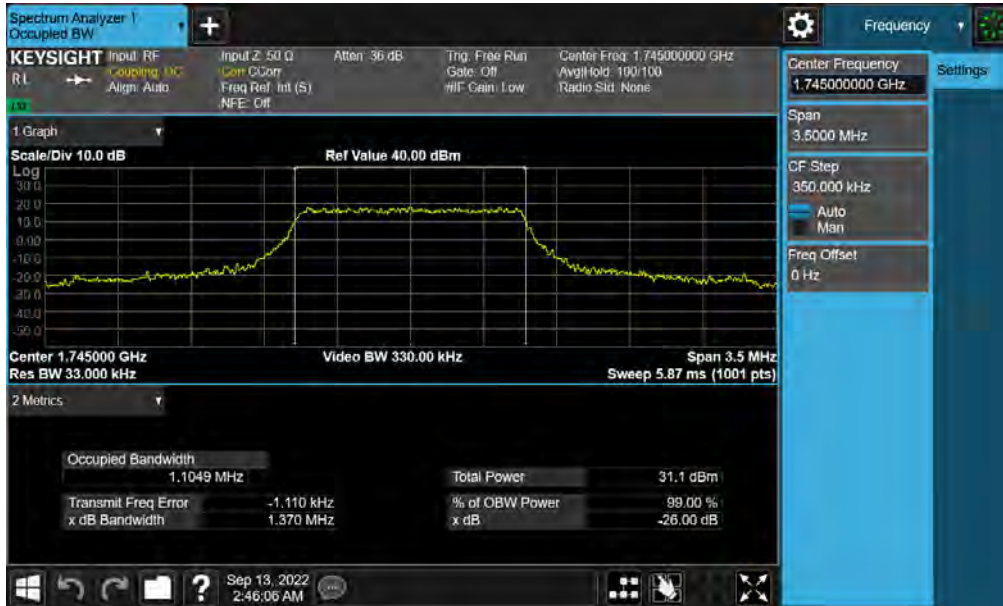 Spectrum Analyzer 1
Occupied BW
Frequency
KEYSIGHT
Input: RF
Coupling: DC
Align: Auto
Input Z: 50 Ω
Corr CCorr
Freq Ref: Int (S)
NFE: Off
Atten: 36 dB
Trig: Free Run
Gate: Off
#IF Gain: Low
Center Freq: 1.745000000 GHz
Avg|Hold: 100/100
Radio Std: None
RL
Center Frequency
1.745000000 GHz
Settings
Span
3.5000 MHz
CF Step
350.000 kHz
Auto
Man
Freq Offset
0 Hz
1 Graph
Scale/Div 10.0 dB
Ref Value 40.00 dBm
Log
30.0
20.0
10.0
0.00
-10.0
-20.0
-30.0
-40.0
-50.0
Center 1.745000 GHz
Video BW 330.00 kHz
Span 3.5 MHz
Res BW 33.000 kHz
Sweep 5.87 ms (1001 pts)
2 Metrics
Occupied Bandwidth
1.1049 MHz
Total Power
31.1 dBm
Transmit Freq Error
-1.110 kHz
% of OBW Power
99.00 %
x dB Bandwidth
1.370 MHz
x dB
-26.00 dB
?
Sep 13, 2022
2:46:06 AM